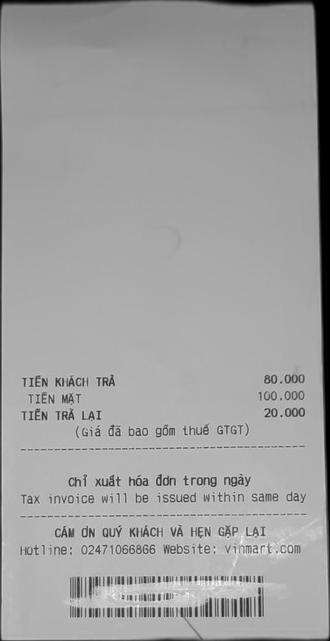 TIỀN KHÁCH TRẢ 80.000
TIỀN MẶT 100.000
TIỀN TRẢ LẠI 20.000
(Giá đã bao gồm thuế GTGT)
Chỉ xuất hóa đơn trong ngày
Tax invoice will be issued within same day
CẢM ƠN QUÝ KHÁCH VÀ HẸN GẶP LẠI
Hotline: 02471066866 Website: vinmart.com